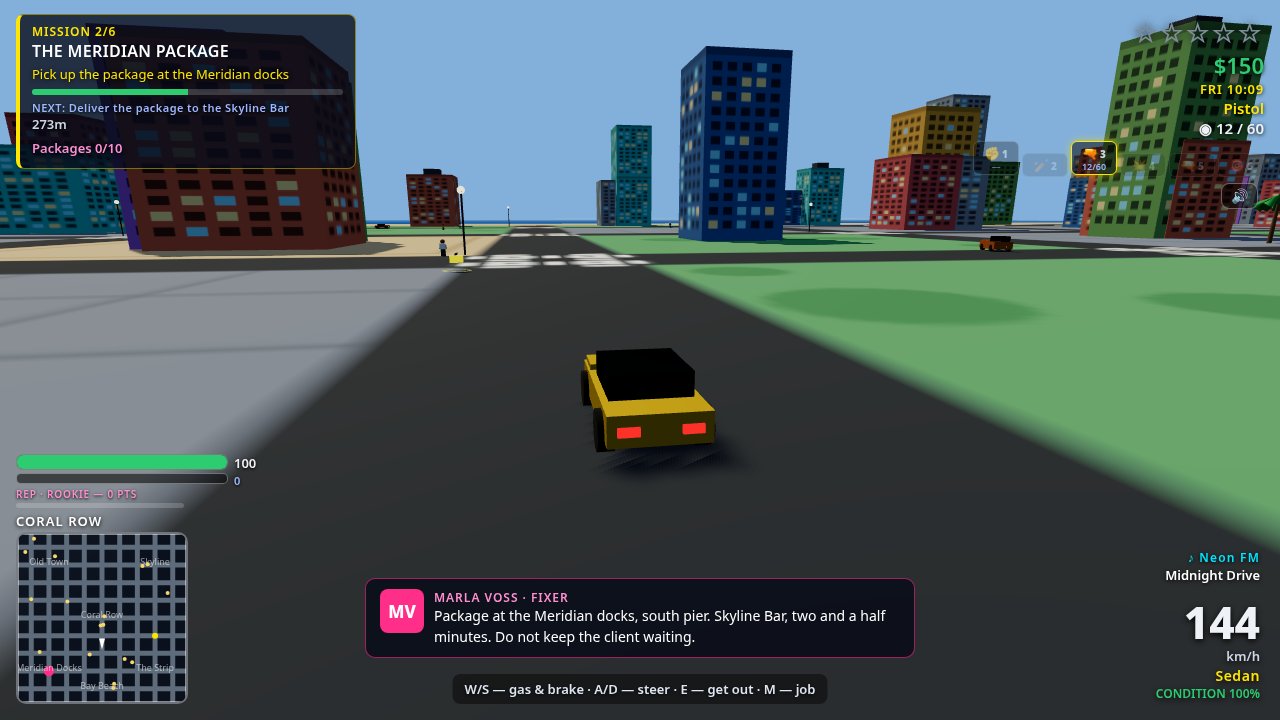 MISSION 2/6
THE MERIDIAN PACKAGE
Pick up the package at the Meridian docks
NEXT: Deliver the package to the Skyline Bar
273m
Packages 0/10
$150
FRI 10:09
Pistol
12 / 60
1
2
3
12/60
4
5
100
0
REP · ROOKIE — 0 PTS
CORAL ROW
Old Town
Skyline
Coral Row
Meridian Docks
The Strip
Bay Beach
MV
MARLA VOSS · FIXER
Package at the Meridian docks, south pier. Skyline Bar, two and a half
minutes. Do not keep the client waiting.
W/S — gas & brake · A/D — steer · E — get out · M — job
♪ Neon FM
Midnight Drive
144
km/h
Sedan
CONDITION 100%